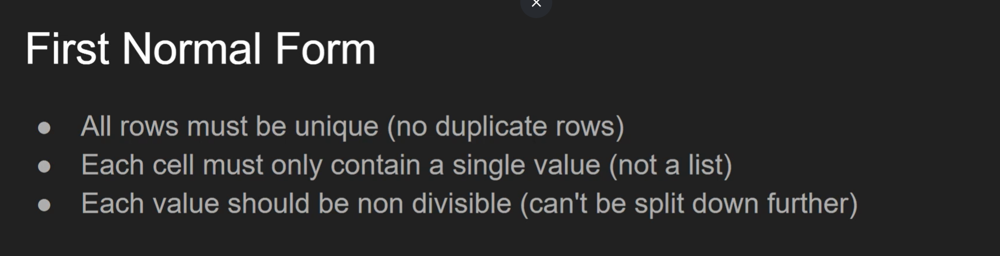 First Normal Form
● All rows must be unique (no duplicate rows)
● Each cell must only contain a single value (not a list)
● Each value should be non divisible (can't be split down further)